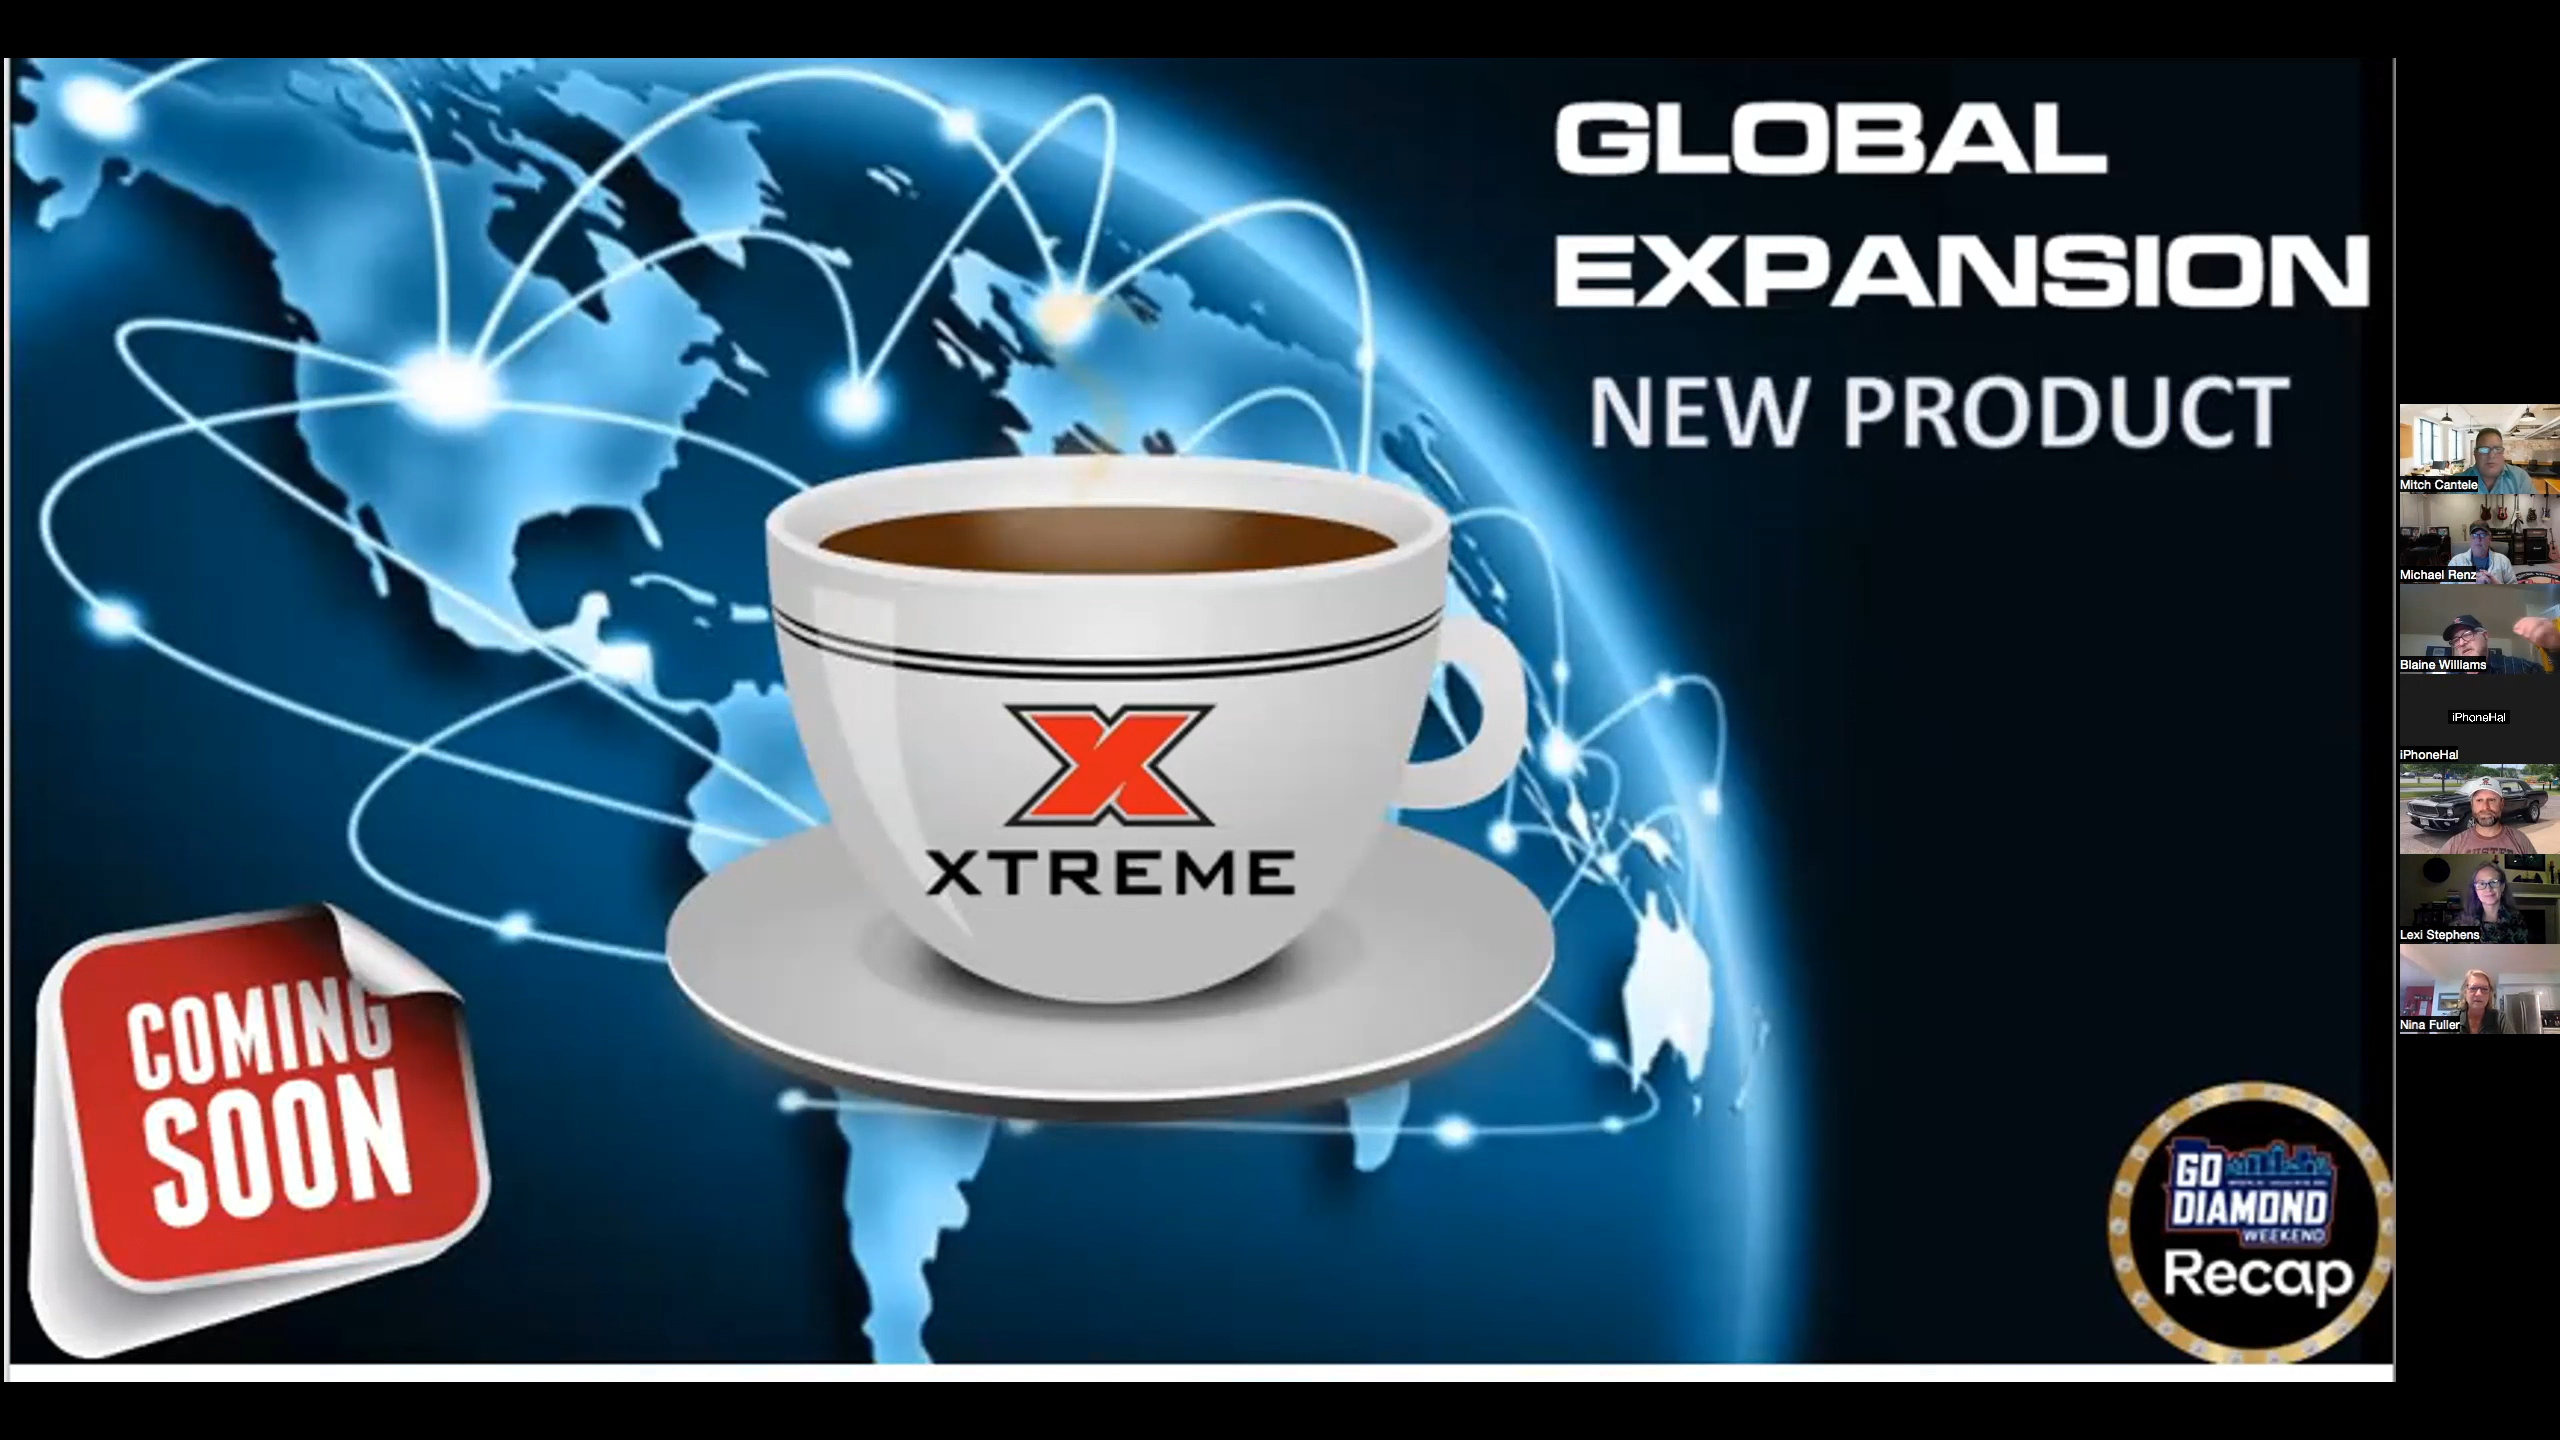 GLOBAL
EXPANSION
NEW PRODUCT
X
XTREME
COMING
SOON
GO
DIAMOND
WEEKEND
Recap
Mitch Cantele
Michael Renz
Blaine Williams
iPhoneHal
iPhoneHal
Lexi Stephens
Nina Fuller